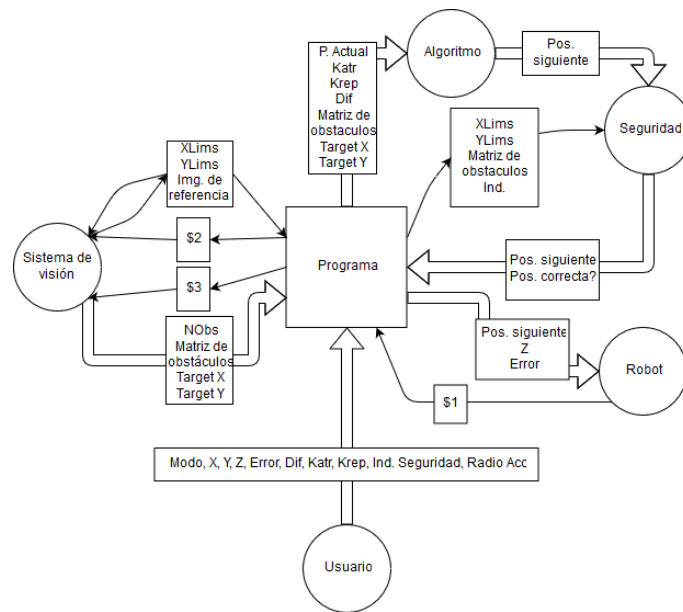 P. Actual
Katr
Krep
Dif
Matriz de
obstaculos
Target X
Target Y
Algoritmo
Pos.
siguiente
Seguridad
XLims
YLims
Matriz de
obstaculos
Ind.
XLims
YLims
Img. de
referencia
$2
$3
Sistema de
visión
Programa
Pos. siguiente
Pos. correcta?
NObs
Matriz de
obstáculos
Target X
Target Y
Pos. siguiente
Z
Error
Robot
$1
Modo, X, Y, Z, Error, Dif, Katr, Krep, Ind. Seguridad, Radio Acc
Usuario